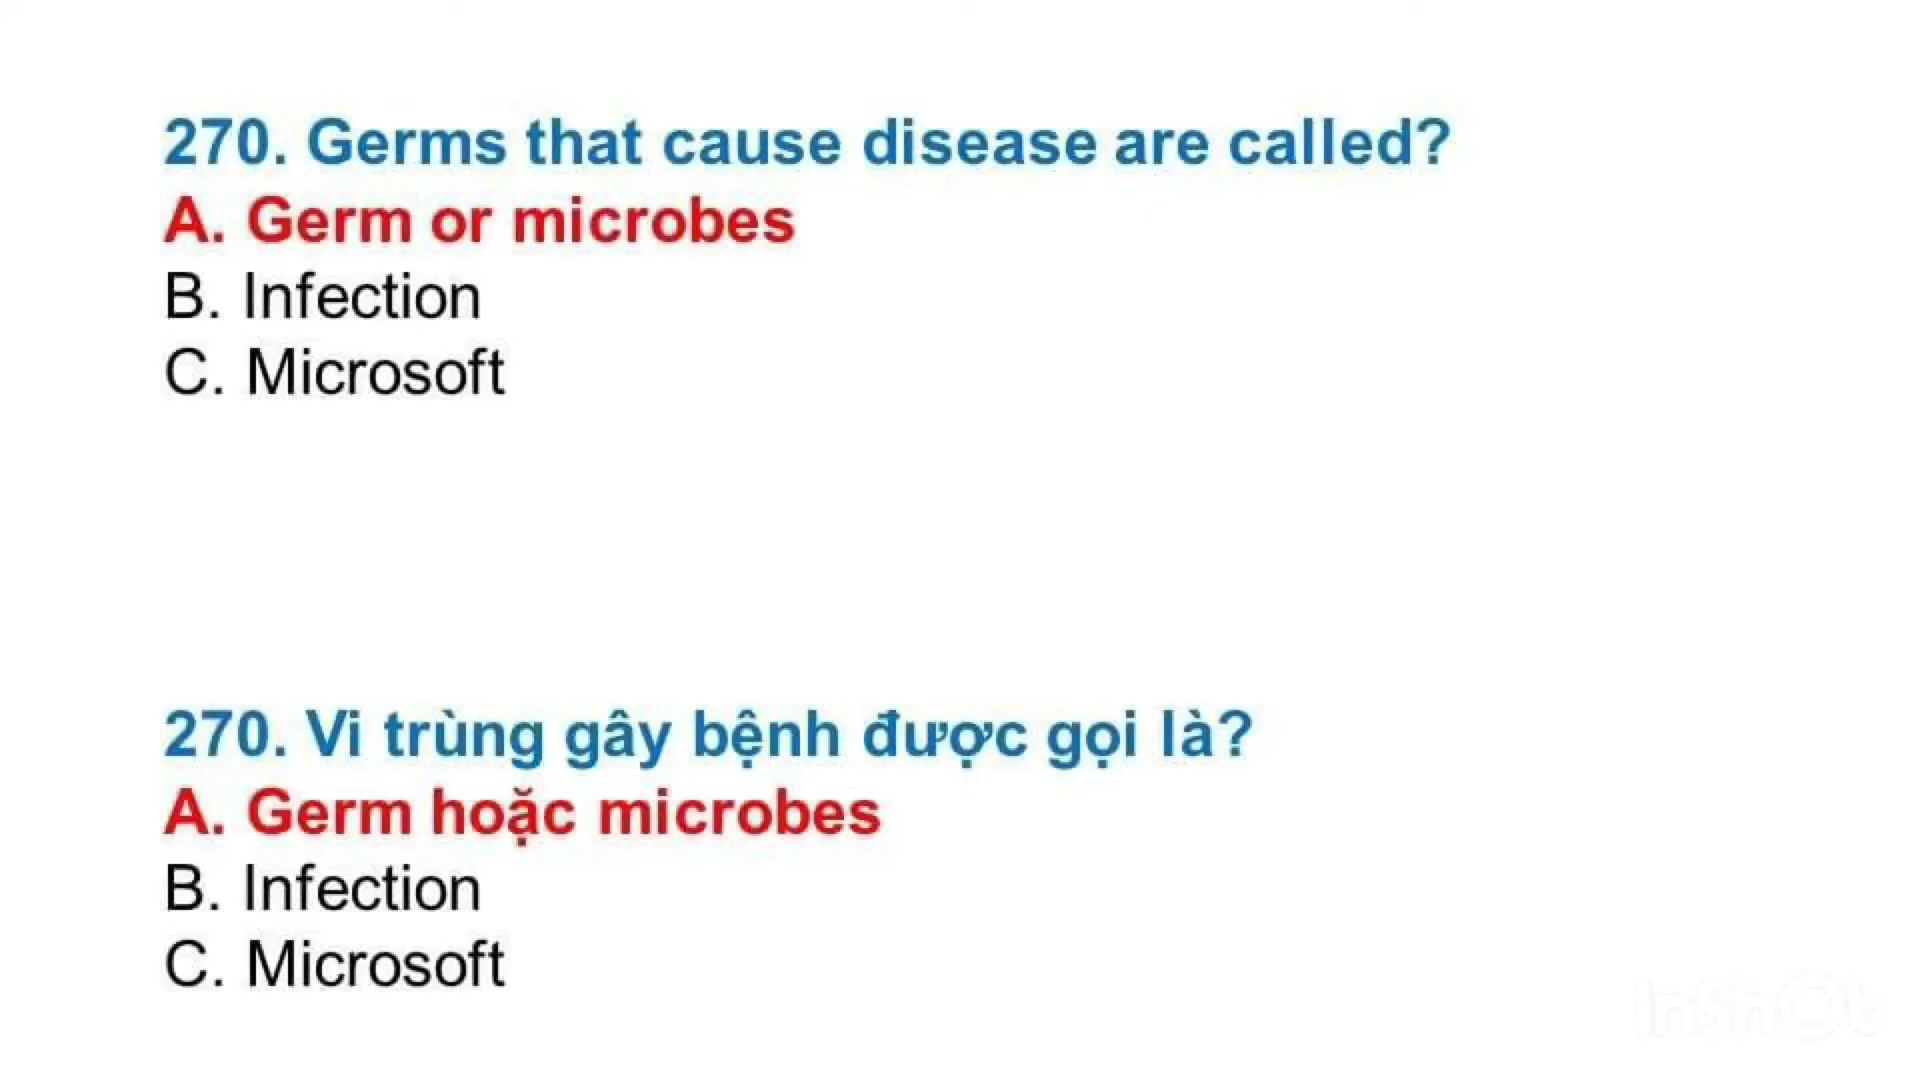 270. Germs that cause disease are called?
A. Germ or microbes
B. Infection
C. Microsoft
270. Vi trùng gây bệnh được gọi là?
A. Germ hoặc microbes
B. Infection
C. Microsoft
InShOt